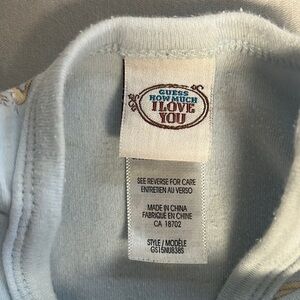 GUESS
HOW MUCH
I LOVE
YOU
SEE REVERSE FOR CARE
ENTRETIEN AU VERSO
MADE IN CHINA
FABRIQUÉ EN CHINE
CA 18702
STYLE / MODÈLE
GS15NU838S